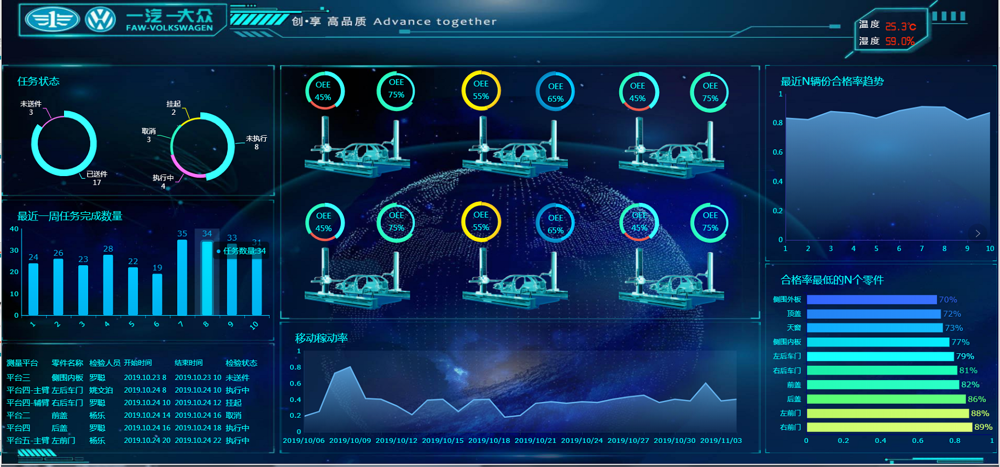 一汽-大众
FAW-VOLKSWAGEN
创·享 高品质 Advance together
温度 25.3℃
湿度 59.0%
任务状态
未送件
3
已送件
17
挂起
2
取消
3
未执行
8
执行中
4
最近一周任务完成数量
40
30
20
10
0
24
26
23
28
22
19
35
34
33
31
任务数量:34
1 2 3 4 5 6 7 8 9 10
测量平台 零件名称 检验人员 开始时间 结束时间 检验状态
平台三 侧围内板 罗聪 2019.10.23 8 2019.10.23 10 未送件
平台四-主臂 左后车门 姚文泊 2019.10.24 8 2019.10.24 10 执行中
平台四-辅臂 右后车门 罗聪 2019.10.24 10 2019.10.24 12 挂起
平台二 前盖 杨乐 2019.10.24 14 2019.10.24 16 取消
平台四 后盖 罗聪 2019.10.24 16 2019.10.24 18 执行中
平台五-主臂 左前门 杨乐 2019.10.24 20 2019.10.24 22 执行中
OEE
45%
OEE
75%
OEE
55%
OEE
65%
OEE
45%
OEE
75%
OEE
45%
OEE
75%
OEE
55%
OEE
65%
OEE
45%
OEE
75%
移动稼动率
1
0.8
0.6
0.4
0.2
0
2019/10/06 2019/10/09 2019/10/12 2019/10/15 2019/10/18 2019/10/21 2019/10/24 2019/10/27 2019/10/30 2019/11/03
最近N辆份合格率趋势
1
0.8
0.6
0.4
0.2
0
1 2 3 4 5 6 7 8 9 10
合格率最低的N个零件
侧围外板 70%
顶盖 72%
天窗 73%
侧围内板 77%
左后车门 79%
右后车门 81%
前盖 82%
后盖 86%
左前门 88%
右前门 89%
0 0.2 0.4 0.6 0.8 1